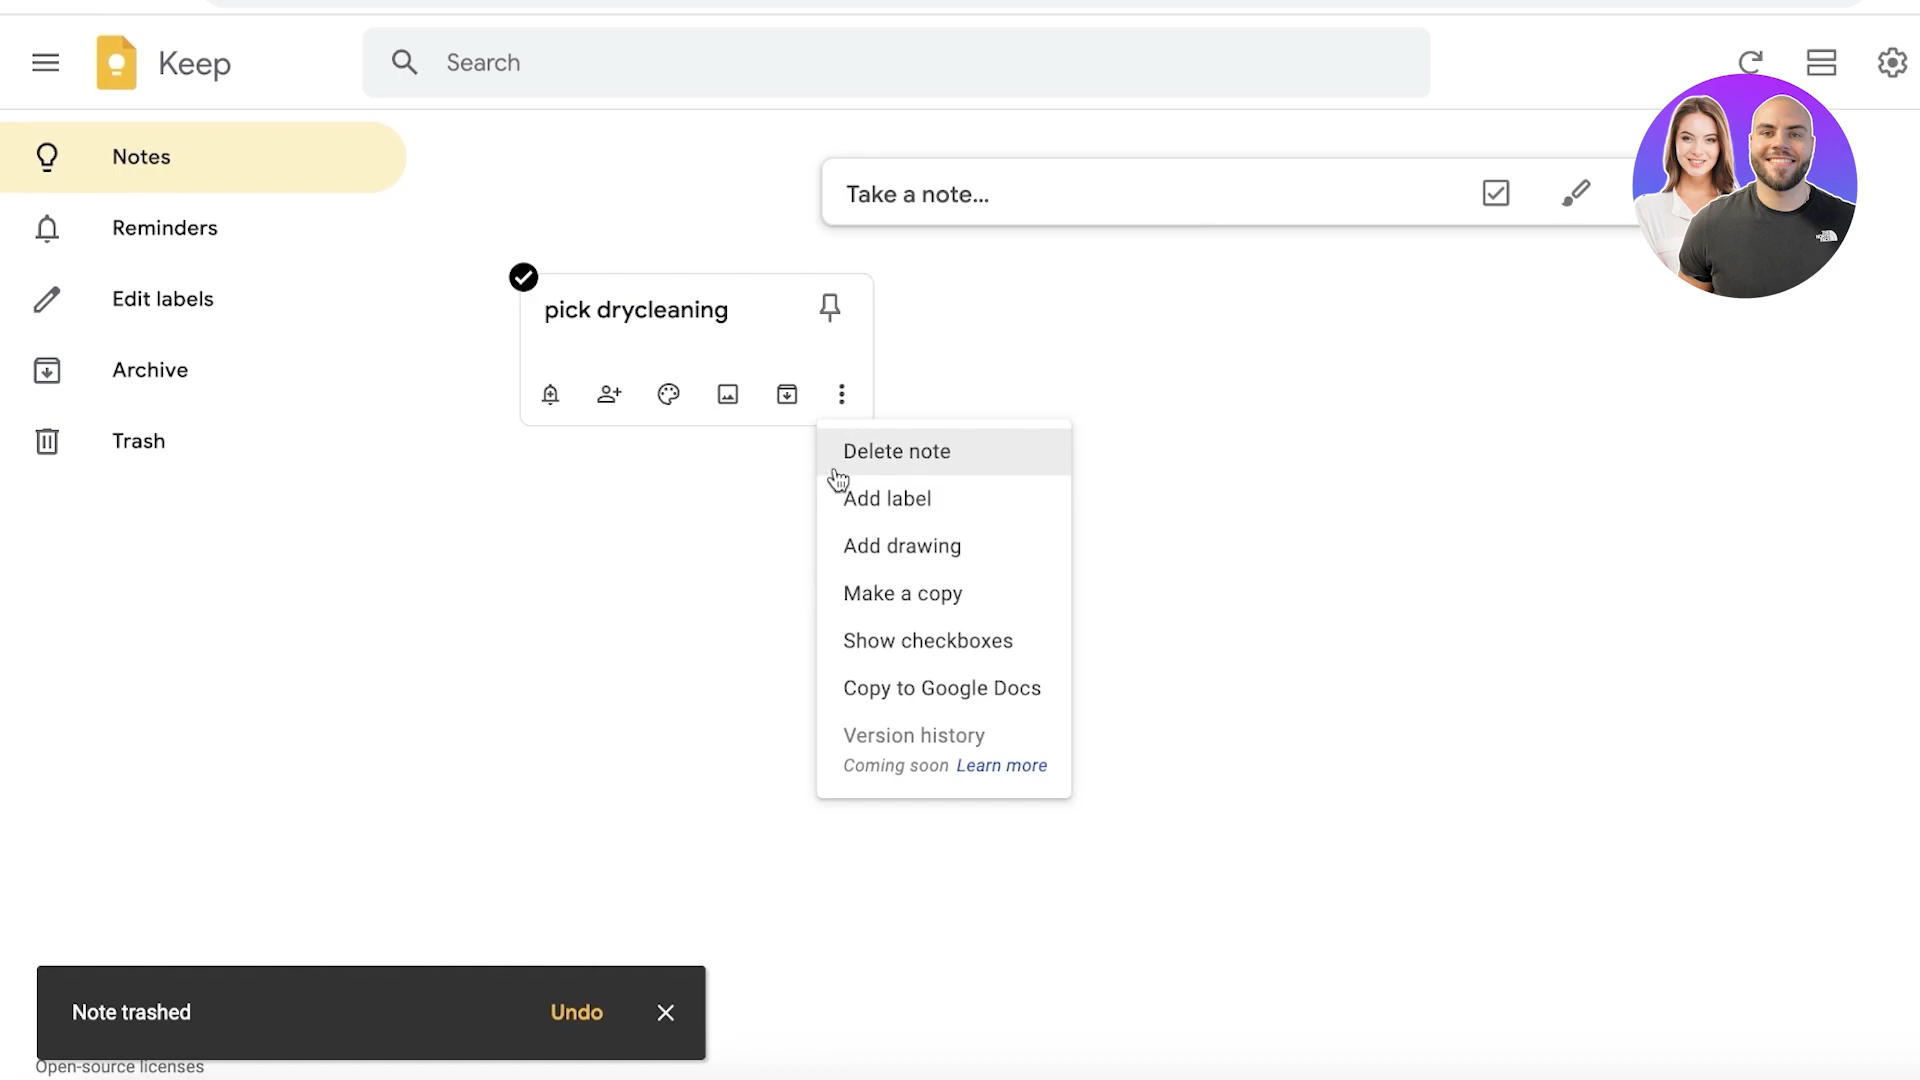 Keep
Search
Notes
Reminders
Edit labels
Archive
Trash
Take a note...
pick drycleaning
Delete note
Add label
Add drawing
Make a copy
Show checkboxes
Copy to Google Docs
Version history
Coming soon Learn more
Note trashed Undo
Open-source licenses